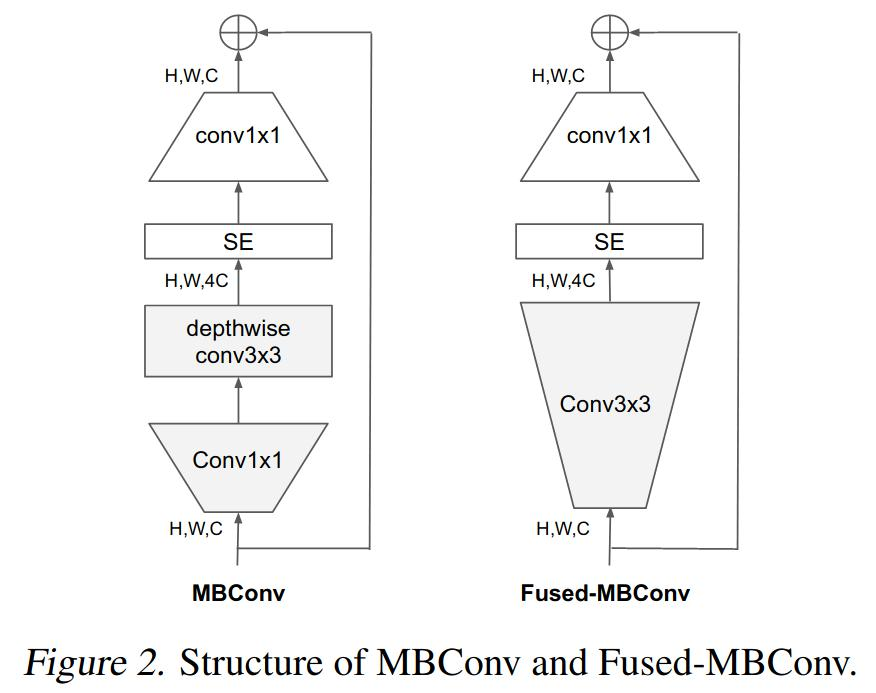 H,W,C
conv1x1
SE
H,W,4C
depthwise
conv3x3
Conv1x1
H,W,C
MBConv
H,W,C
conv1x1
SE
H,W,4C
Conv3x3
H,W,C
Fused-MBConv
Figure 2. Structure of MBConv and Fused-MBConv.